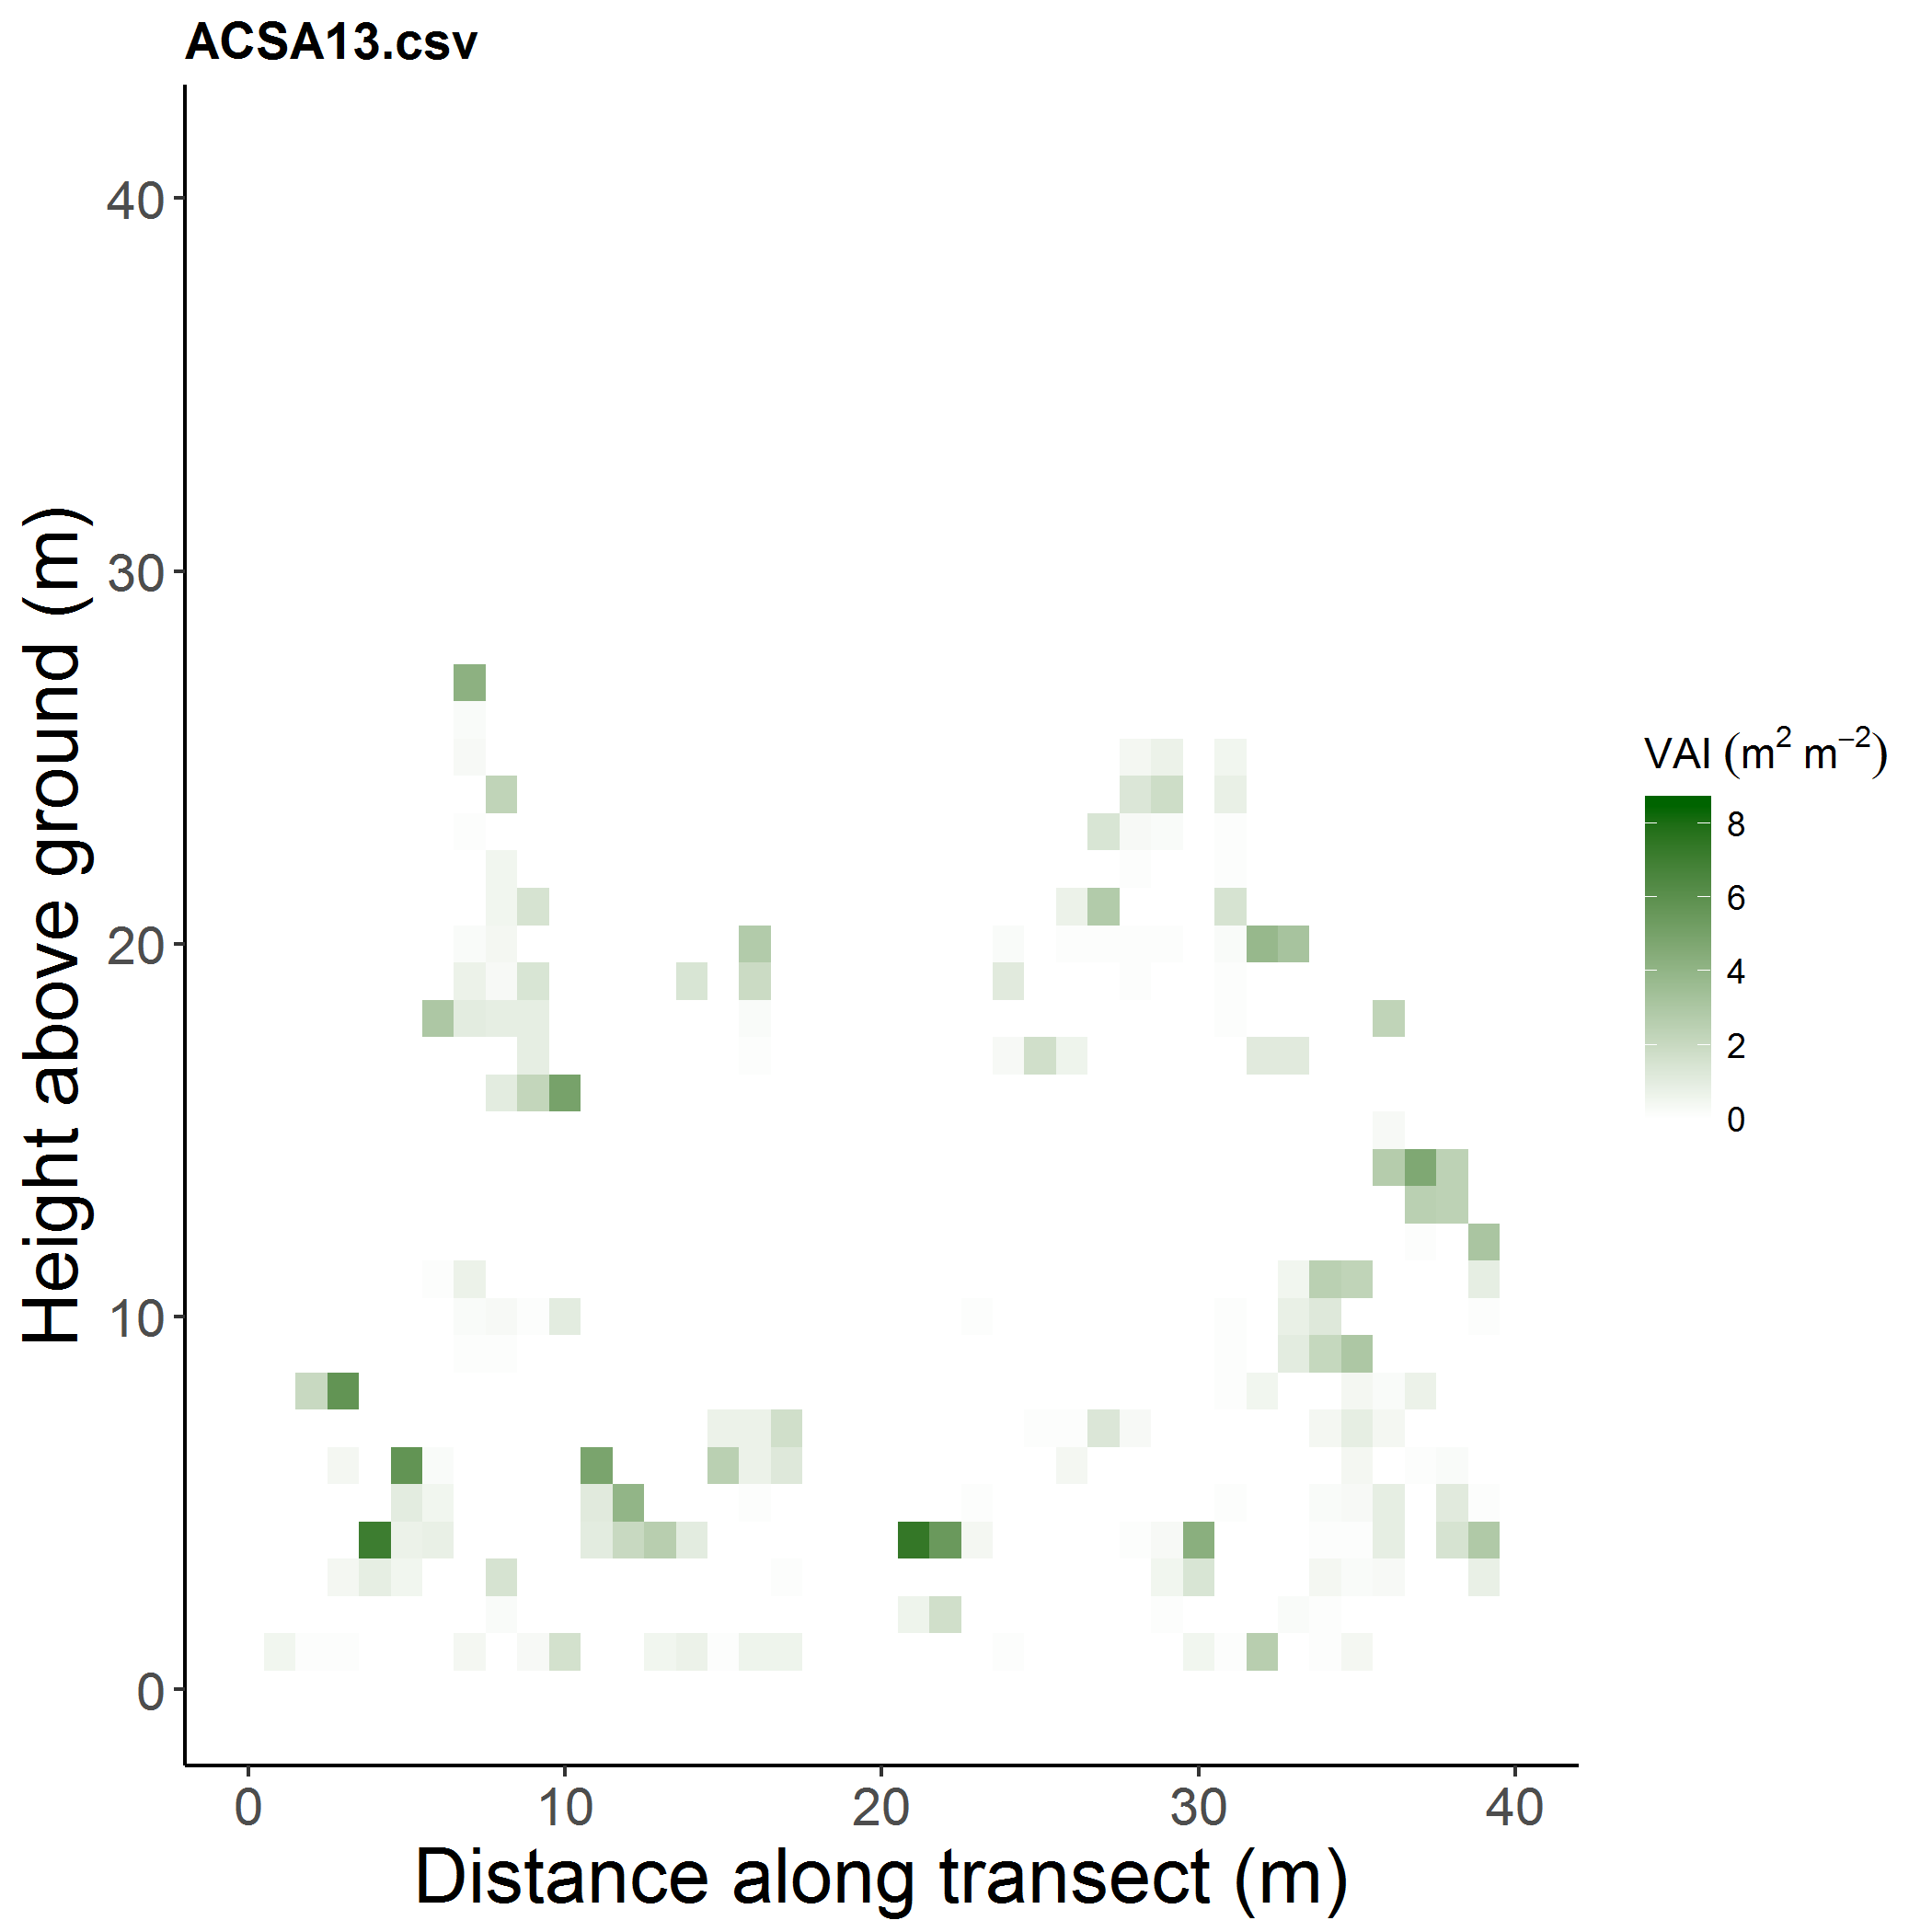 ACSA13.csv
40
30
20
10
0
Height above ground (m)
0 10 20 30 40
Distance along transect (m)
VAI (m² m⁻²)
8
6
4
2
0